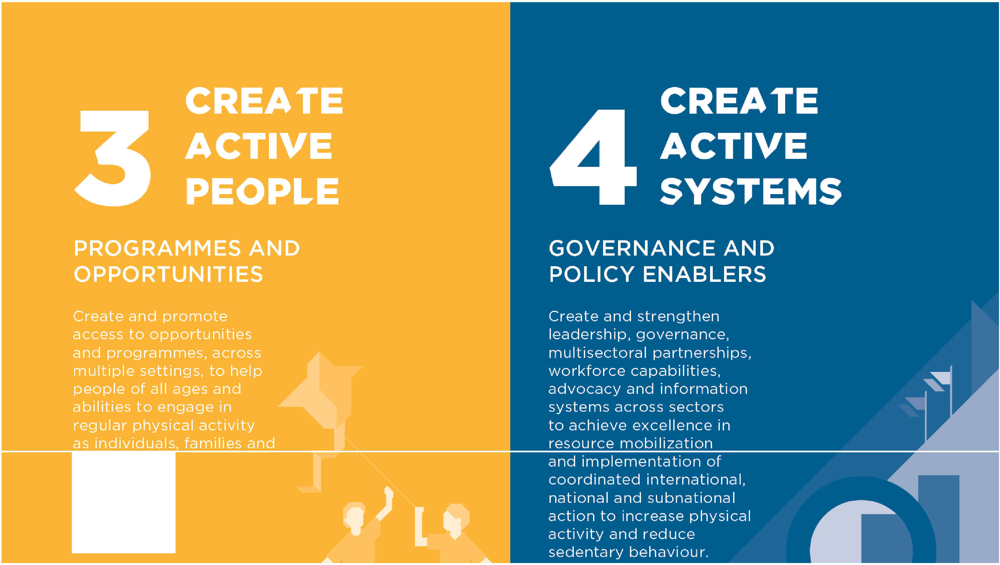 3
CREATE
ACTIVE
PEOPLE
PROGRAMMES AND
OPPORTUNITIES
Create and promote
access to opportunities
and programmes, across
multiple settings, to help
people of all ages and
abilities to engage in
regular physical activity
as individuals, families and
4
CREATE
ACTIVE
SYSTEMS
GOVERNANCE AND
POLICY ENABLERS
Create and strengthen
leadership, governance,
multisectoral partnerships,
workforce capabilities,
advocacy and information
systems across sectors
to achieve excellence in
resource mobilization
and implementation of
coordinated international,
national and subnational
action to increase physical
activity and reduce
sedentary behaviour.